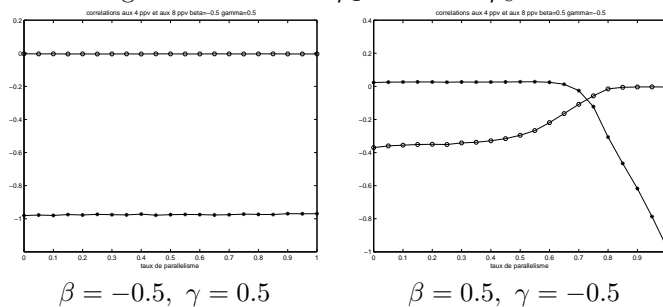 correlations aux 4 ppv et aux 8 ppv beta=−0.5 gamma=0.5
0.2
0
−0.2
−0.4
−0.6
−0.8
−1
0 0.1 0.2 0.3 0.4 0.5 0.6 0.7 0.8 0.9 1
taux de parallelisme
β = −0.5, γ = 0.5
correlations aux 4 ppv et aux 8 ppv beta=0.5 gamma=−0.5
0.4
0.2
0
−0.2
−0.4
−0.6
−0.8
−1
0 0.1 0.2 0.3 0.4 0.5 0.6 0.7 0.8 0.9
taux de parallelisme
β = 0.5, γ = −0.5